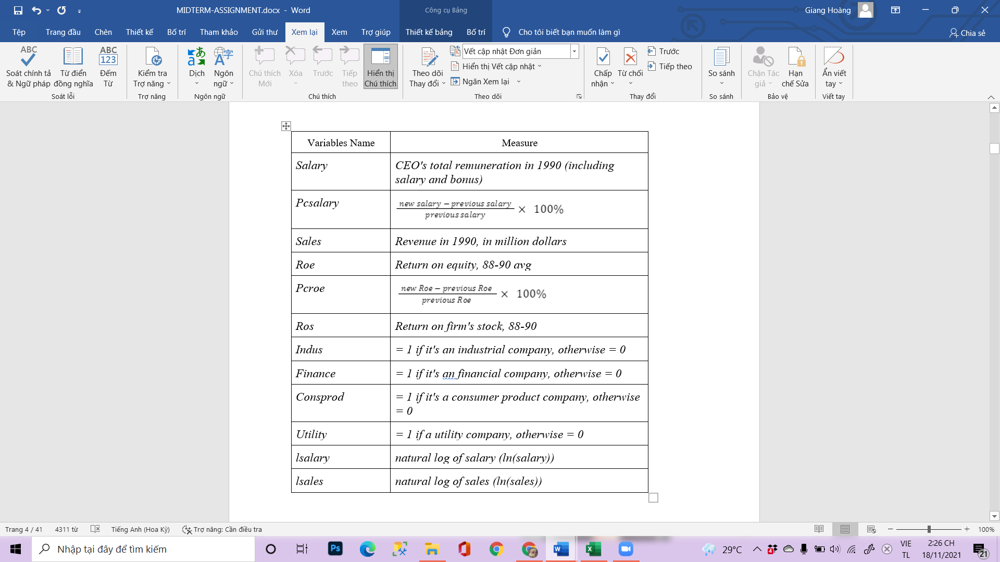 MIDTERM-ASSIGNMENT.docx - Word
Công cụ Bảng
Giang Hoàng
Tệp Trang đầu Chèn Thiết kế Bố trí Tham khảo Gửi thư Xem lại Xem Trợ giúp Thiết kế bảng Bố trí Cho tôi biết bạn muốn làm gì Chia sẻ
ABC
Soát chính tả
& Ngữ pháp
Từ điển
đồng nghĩa
ABC
123
Đếm
Từ
Soát lỗi
Kiểm tra
Trợ năng
Trợ năng
Dịch
Ngôn
ngữ
Ngôn ngữ
Chú thích
Mới
Xóa
Trước
Tiếp
theo
Hiển thị
Chú thích
Chú thích
Theo dõi
Thay đổi
Vết cập nhật Đơn giản
Hiển thị Vết cập nhật
Ngăn Xem lại
Theo dõi
Chấp
nhận
Từ chối
Trước
Tiếp theo
Thay đổi
So sánh
So sánh
Chặn Tác
giả
Hạn
chế Sửa
Bảo vệ
Ẩn viết
tay
Viết tay
Variables Name Measure
Salary CEO's total remuneration in 1990 (including
salary and bonus)
Pcsalary new salary − previous salary
previous salary × 100%
Sales Revenue in 1990, in million dollars
Roe Return on equity, 88-90 avg
Pcroe new Roe − previous Roe
previous Roe × 100%
Ros Return on firm's stock, 88-90
Indus = 1 if it's an industrial company, otherwise = 0
Finance = 1 if it's an financial company, otherwise = 0
Consprod = 1 if it's a consumer product company, otherwise
= 0
Utility = 1 if a utility company, otherwise = 0
lsalary natural log of salary (ln(salary))
lsales natural log of sales (ln(sales))
Trang 4 / 41 4311 từ Tiếng Anh (Hoa Kỳ) Trợ năng: Cần điều tra 100%
Nhập tại đây để tìm kiếm
Ps
29°C
4
VIE
TL
2:26 CH
18/11/2021
21